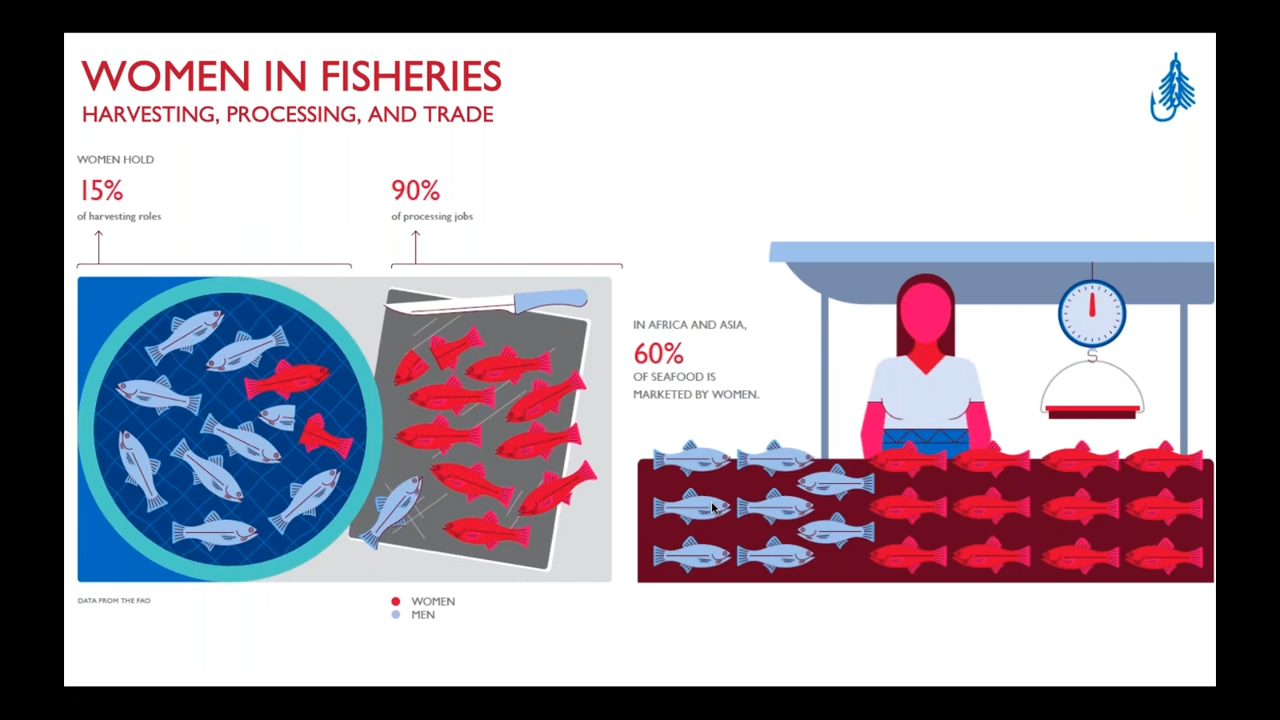 WOMEN IN FISHERIES
HARVESTING, PROCESSING, AND TRADE
WOMEN HOLD
15%
of harvesting roles
90%
of processing jobs
IN AFRICA AND ASIA,
60%
OF SEAFOOD IS
MARKETED BY WOMEN.
DATA FROM THE FAO
WOMEN
MEN